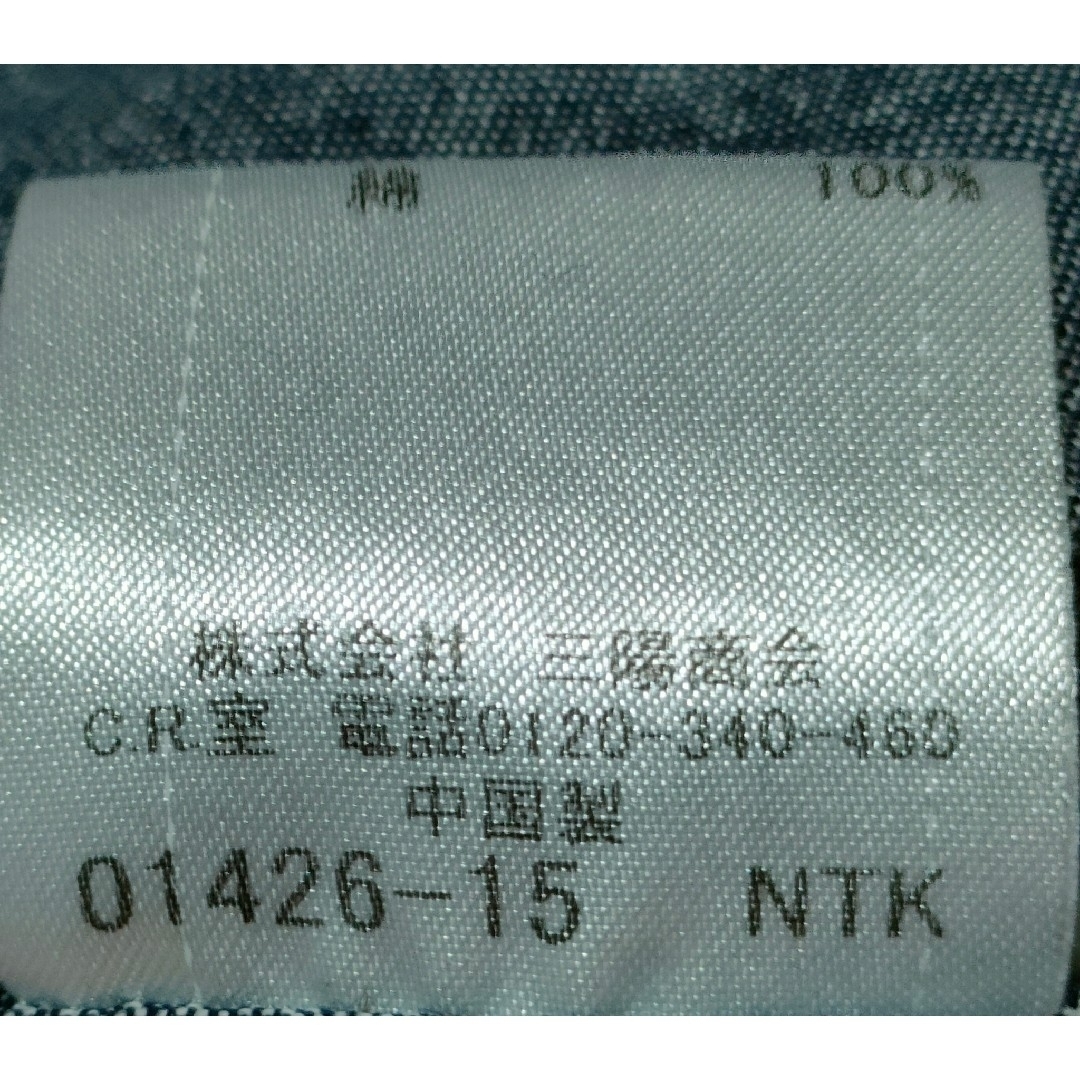 綿 100%
株式会社 三陽商会
C.R.室 電話0120-340-460
中国製
01426-15 NTK